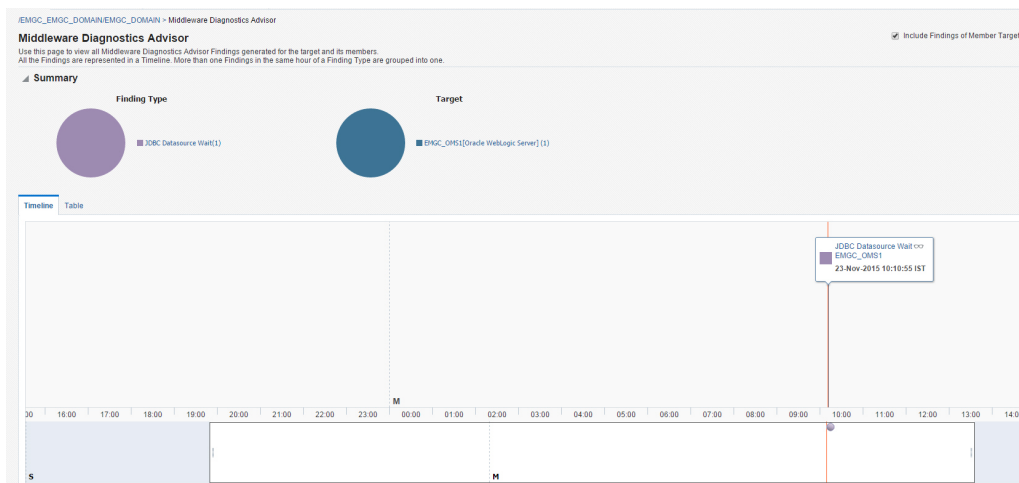 /EMGC_EMGC_DOMAIN/EMGC_DOMAIN > Middleware Diagnostics Advisor
Middleware Diagnostics Advisor
Include Findings of Member Target
Use this page to view all Middleware Diagnostics Advisor Findings generated for the target and its members.
All the Findings are represented in a Timeline. More than one Findings in the same hour of a Finding Type are grouped into one.
Summary
Finding Type
Target
JDBC Datasource Wait(1)
EMGC_OMS1[Oracle WebLogic Server] (1)
Timeline Table
JDBC Datasource Wait
EMGC_OMS1
23-Nov-2015 10:10:55 IST
M
00 16:00 17:00 18:00 19:00 20:00 21:00 22:00 23:00 00:00 01:00 02:00 03:00 04:00 05:00 06:00 07:00 08:00 09:00 10:00 11:00 12:00 13:00 14:0
S M